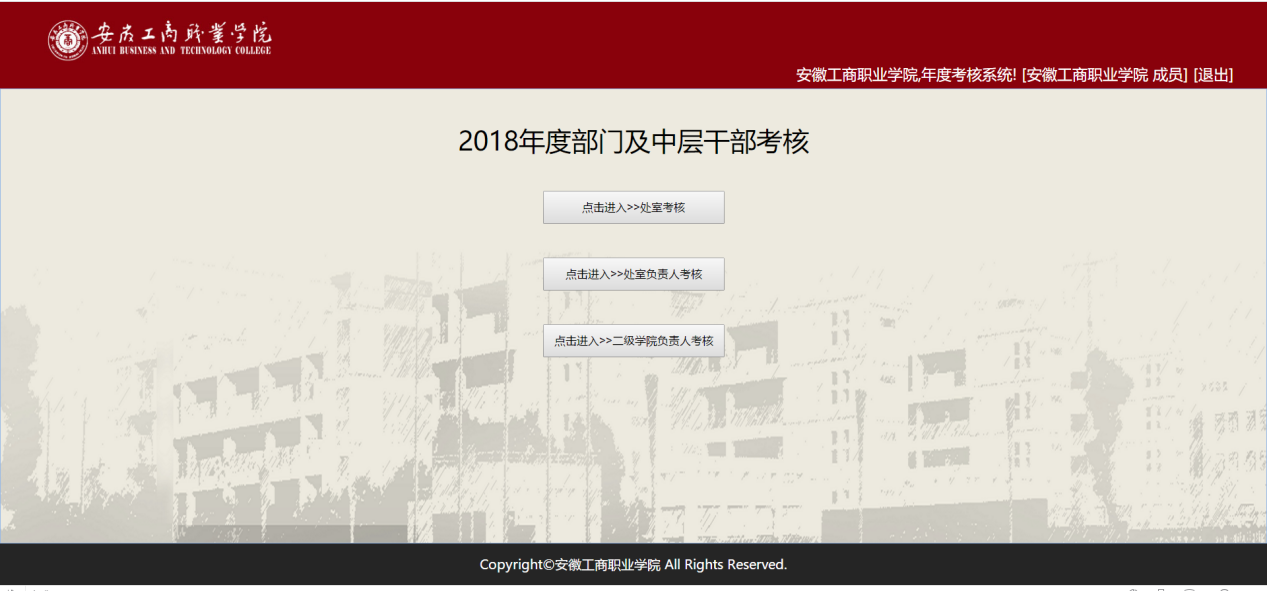 安徽工商职业学院
ANHUI BUSINESS AND TECHNOLOGY COLLEGE
安徽工商职业学院,年度考核系统! [安徽工商职业学院 成员] [退出]
2018年度部门及中层干部考核
点击进入>>处室考核
点击进入>>处室负责人考核
点击进入>>二级学院负责人考核
Copyright©安徽工商职业学院 All Rights Reserved.